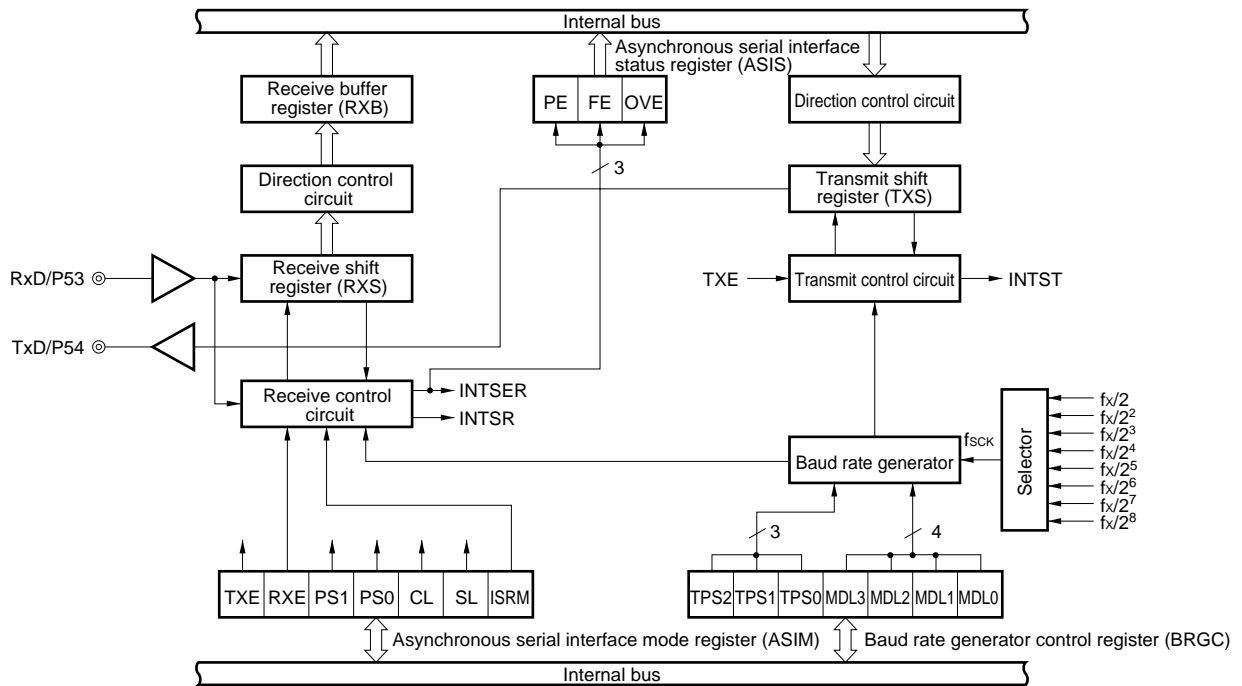 Internal bus
Asynchronous serial interface
status register (ASIS)
Receive buffer
register (RXB)
PE FE OVE
Direction control circuit
3
Direction control
circuit
Transmit shift
register (TXS)
RxD/P53
Receive shift
register (RXS)
TXE
Transmit control circuit
INTST
TxD/P54
Receive control
circuit
INTSER
INTSR
Baud rate generator
fSCK
Selector
fX/2
fX/2²
fX/2³
fX/2⁴
fX/2⁵
fX/2⁶
fX/2⁷
fX/2⁸
3
4
TXE RXE PS1 PS0 CL SL ISRM
TPS2 TPS1 TPS0 MDL3 MDL2 MDL1 MDL0
Asynchronous serial interface mode register (ASIM)
Baud rate generator control register (BRGC)
Internal bus